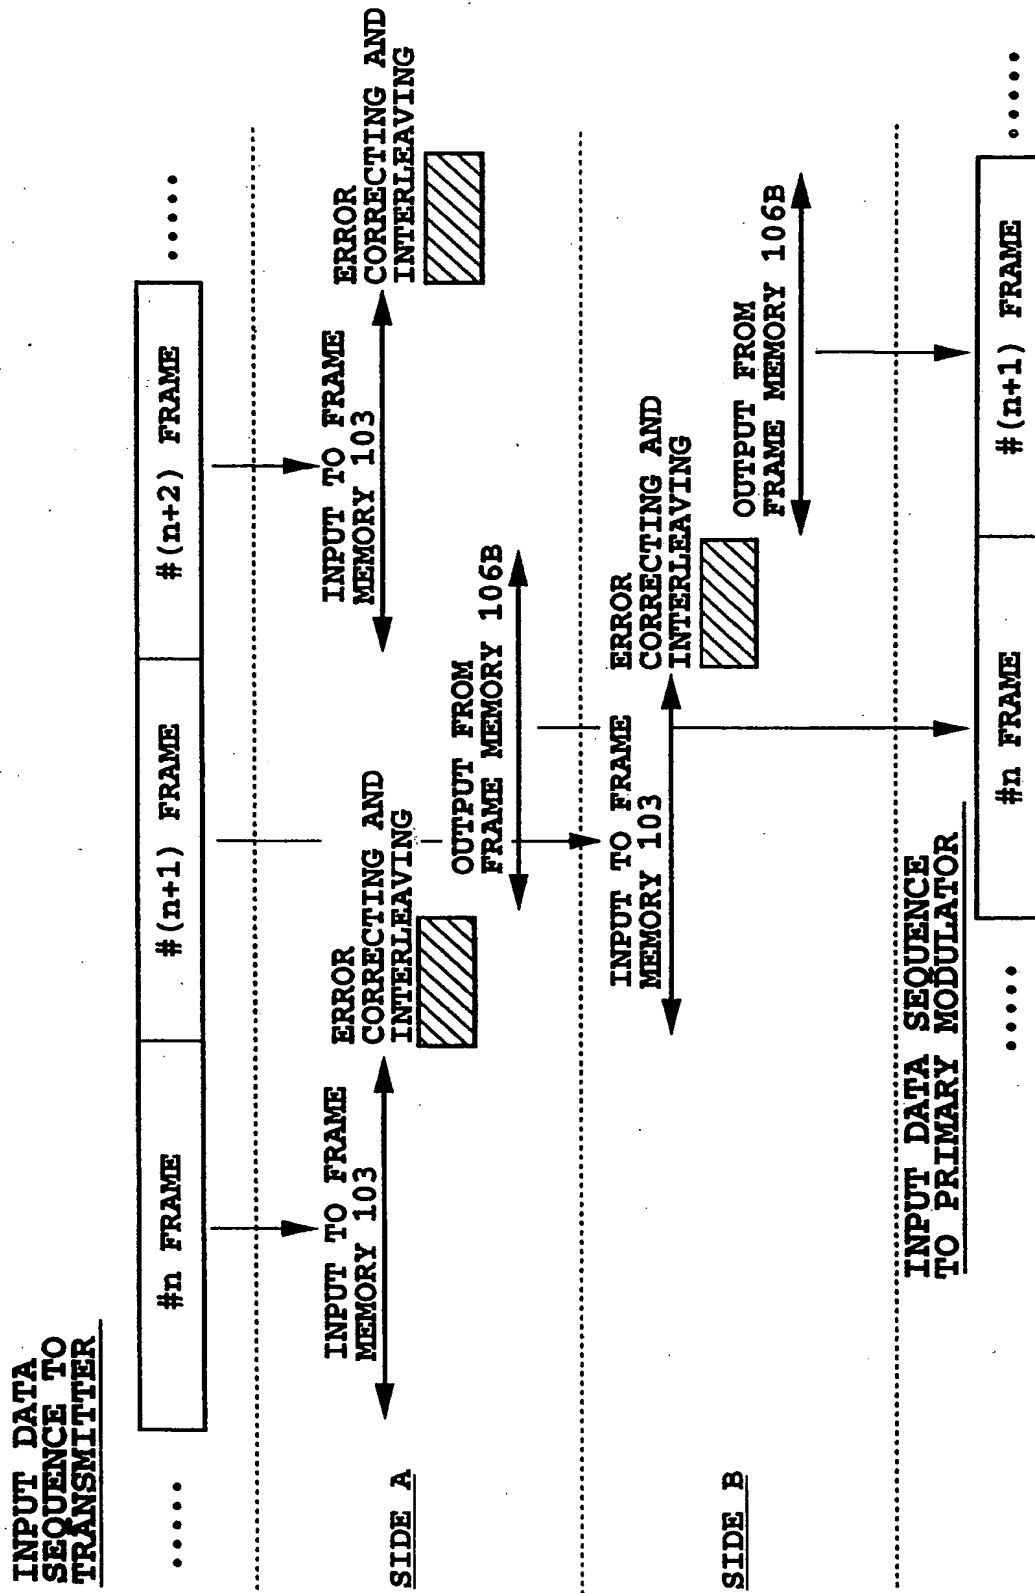 INPUT DATA
SEQUENCE TO
TRANSMITTER
.....
#n FRAME
#(n+1) FRAME
#(n+2) FRAME
.....
SIDE A
INPUT TO FRAME
MEMORY 103
ERROR
CORRECTING AND
INTERLEAVING
OUTPUT FROM
FRAME MEMORY 106B
INPUT TO FRAME
MEMORY 103
ERROR
CORRECTING AND
INTERLEAVING
SIDE B
INPUT TO FRAME
MEMORY 103
ERROR
CORRECTING AND
INTERLEAVING
OUTPUT FROM
FRAME MEMORY 106B
INPUT DATA SEQUENCE
TO PRIMARY MODULATOR
.....
#n FRAME
#(n+1) FRAME
.....